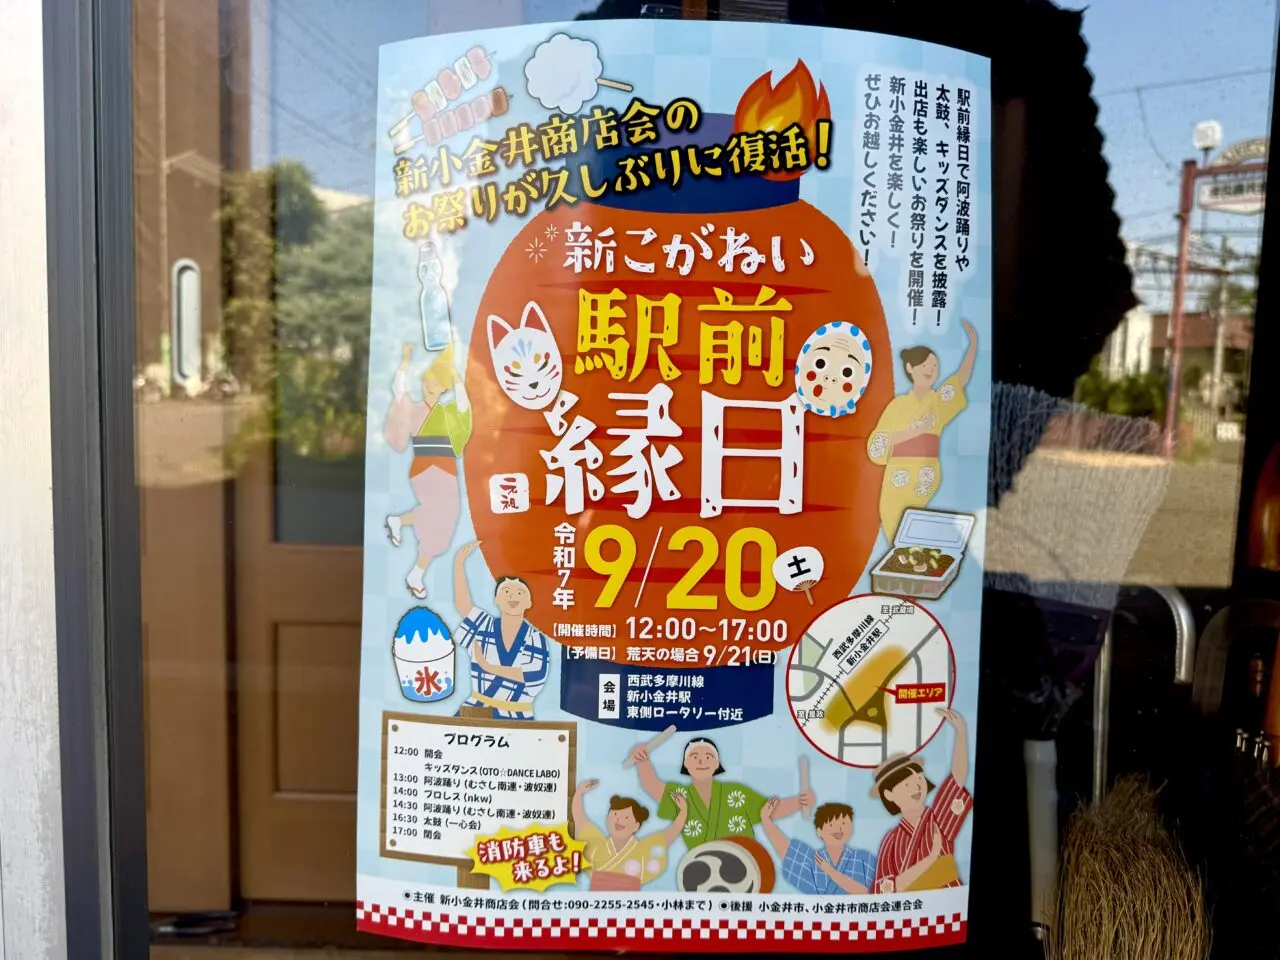 新小金井商店会の
お祭りが久しぶりに復活！
駅前縁日で阿波踊りや
太鼓、キッズダンスを披露！
出店も楽しいお祭りを開催！
新小金井を楽しく！
ぜひお越しください！
新こがねい
駅前
縁日
元祖
令和7年
9/20
土
【開催時間】12:00〜17:00
【予備日】荒天の場合 9/21(日)
会場
西武多摩川線
新小金井駅
東側ロータリー付近
氷
至 武蔵境
西武多摩川線
新小金井駅
開催エリア
至 是政
プログラム
12:00 開会
キッズダンス(OTO☆DANCE LABO)
13:00 阿波踊り(むさし南連・波奴連)
14:00 プロレス(nkw)
14:30 阿波踊り(むさし南連・波奴連)
16:30 太鼓(一心会)
17:00 閉会
消防車も
来るよ！
◉主催 新小金井商店会(問合せ:090-2255-2545・小林まで) ◉後援 小金井市、小金井市商店会連合会